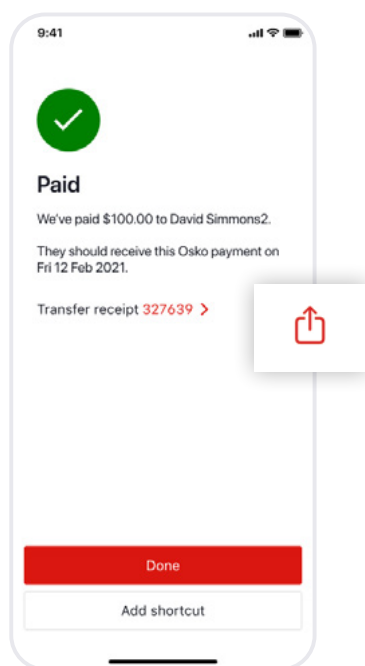 9:41
Paid
We've paid $100.00 to David Simmons2.
They should receive this Osko payment on
Fri 12 Feb 2021.
Transfer receipt 327639
Done
Add shortcut